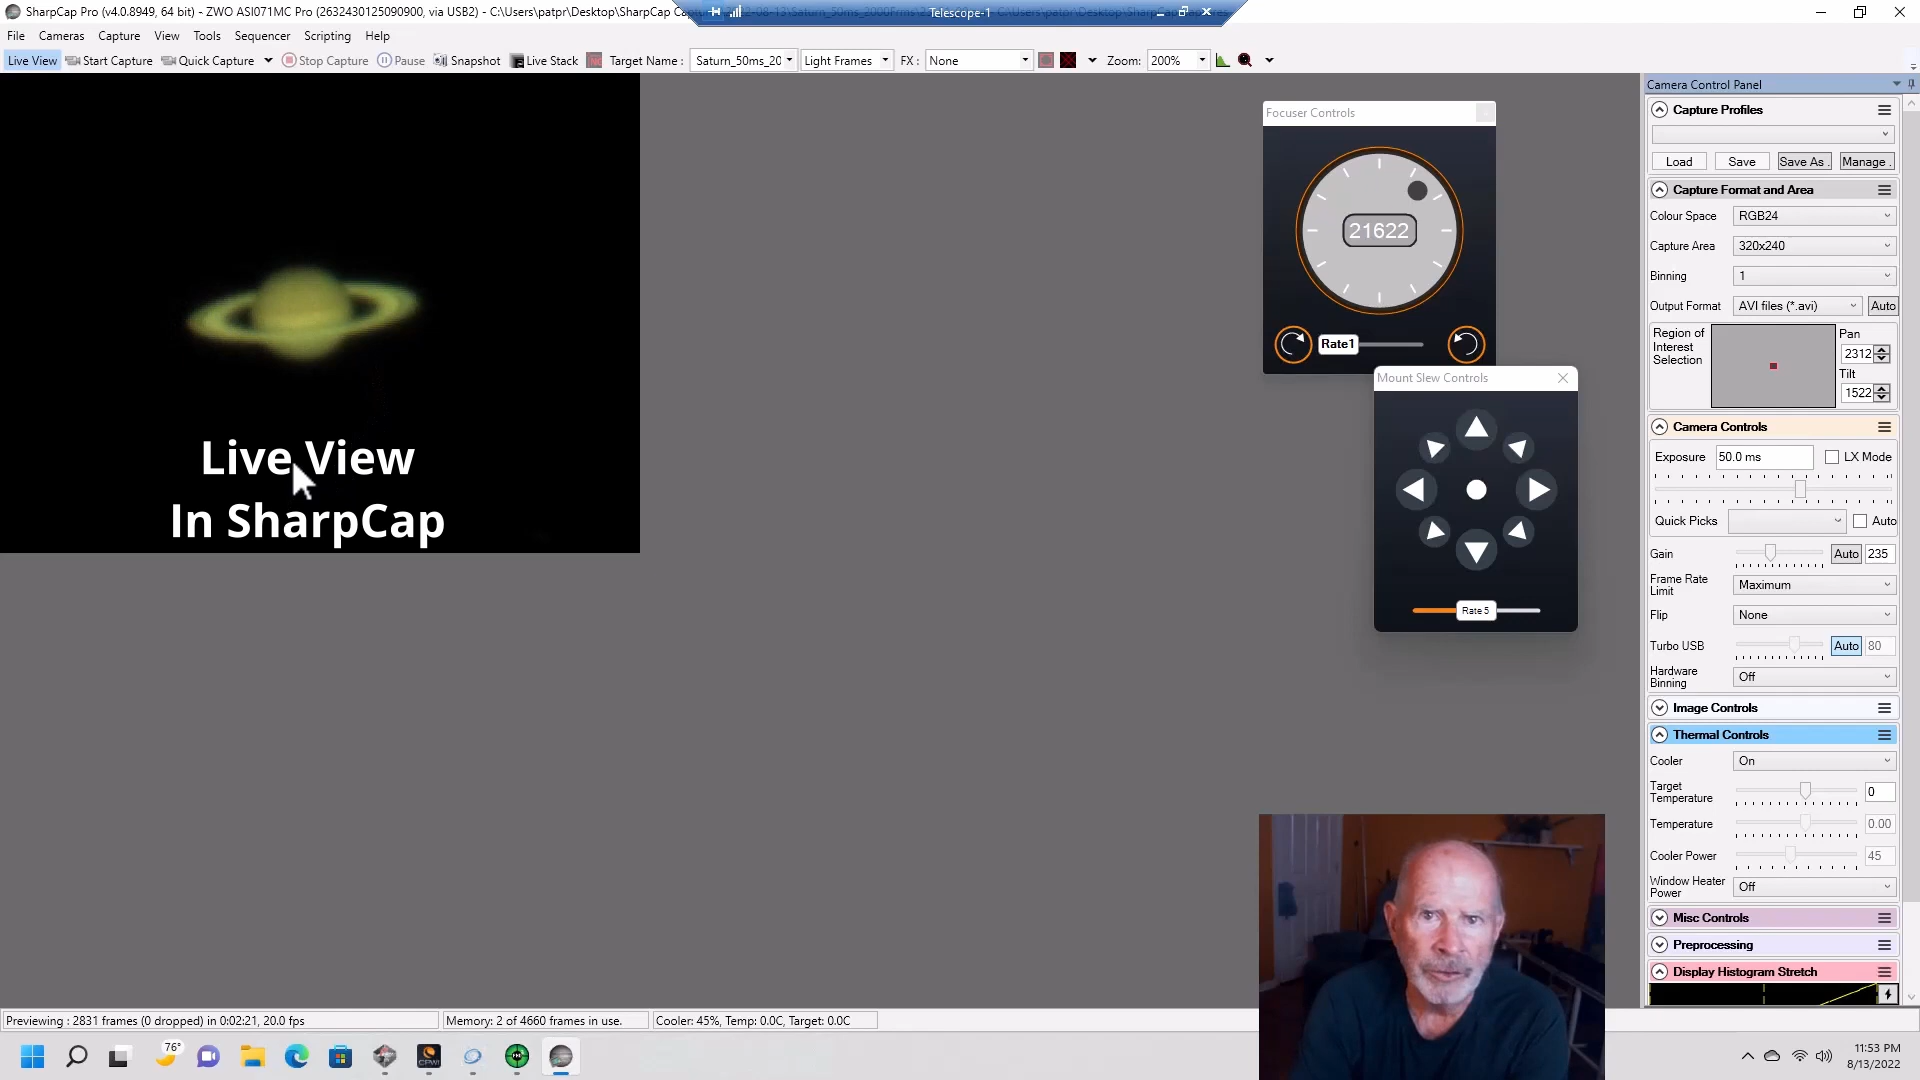 SharpCap Pro (v4.0.8949, 64 bit) - ZWO ASI071MC Pro (2632430125090900, via USB2) - C:\Users\patpr\Desktop\SharpCap
Telescope-1
File Cameras Capture View Tools Sequencer Scripting Help
Live View Start Capture Quick Capture Stop Capture Pause Snapshot Live Stack Target Name : Saturn_50ms_20 Light Frames FX : None Zoom: 200%
Live View
In SharpCap
Focuser Controls
21622
Rate1
Mount Slew Controls
Rate 5
Camera Control Panel
Capture Profiles
Load Save Save As . Manage .
Capture Format and Area
Colour Space RGB24
Capture Area 320x240
Binning 1
Output Format AVI files (*.avi) Auto
Region of
Interest
Selection
Pan
2312
Tilt
1522
Camera Controls
Exposure 50.0 ms LX Mode
Quick Picks Auto
Gain Auto 235
Frame Rate
Limit
Maximum
Flip None
Turbo USB Auto 80
Hardware
Binning
Off
Image Controls
Thermal Controls
Cooler On
Target
Temperature
0
Temperature 0.00
Cooler Power 45
Window Heater
Power
Off
Misc Controls
Preprocessing
Display Histogram Stretch
Previewing : 2831 frames (0 dropped) in 0:02:21, 20.0 fps Memory: 2 of 4660 frames in use. Cooler: 45%, Temp: 0.0C, Target: 0.0C
76°
CPWI
11:53 PM
8/13/2022